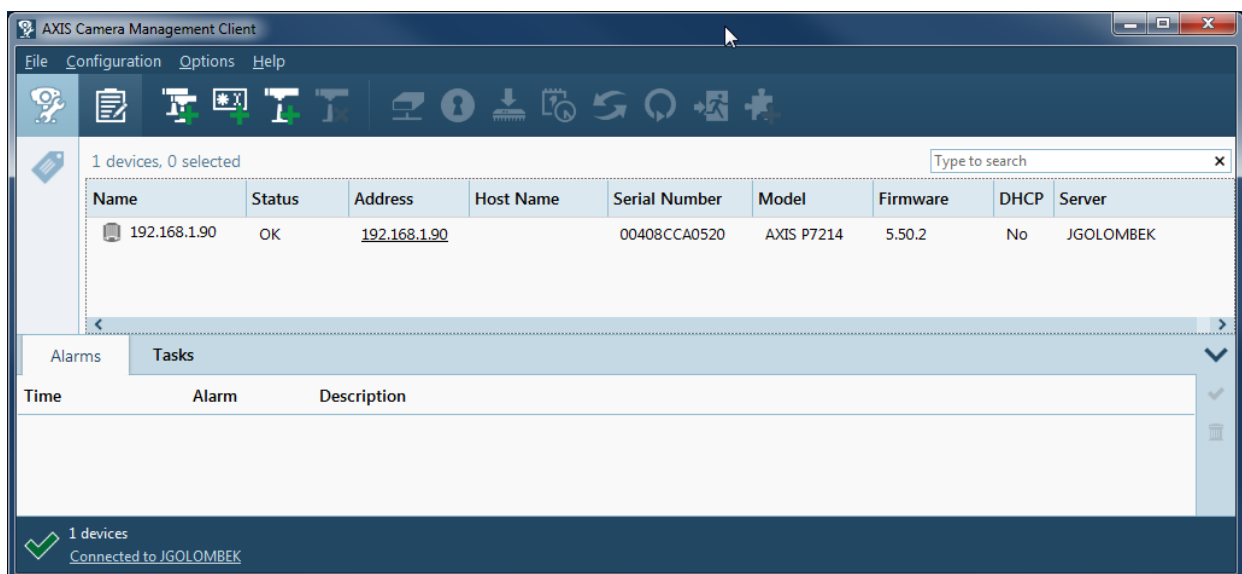 AXIS Camera Management Client
File Configuration Options Help
1 devices, 0 selected
Type to search
Name Status Address Host Name Serial Number Model Firmware DHCP Server
192.168.1.90 OK 192.168.1.90 00408CCA0520 AXIS P7214 5.50.2 No JGOLOMBEK
Alarms Tasks
Time Alarm Description
1 devices
Connected to JGOLOMBEK